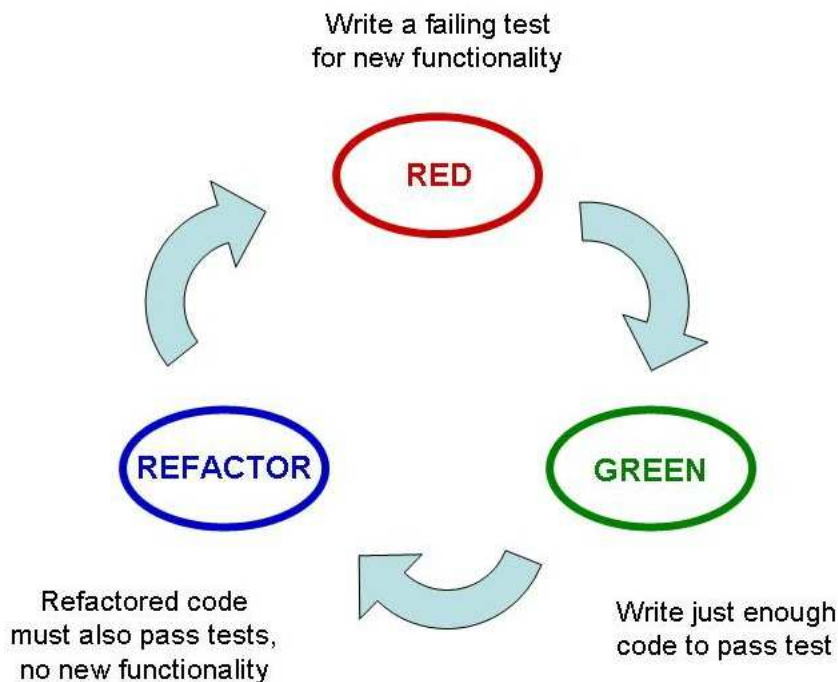 Write a failing test
for new functionality
RED
REFACTOR
GREEN
Refactored code
must also pass tests,
no new functionality
Write just enough
code to pass test